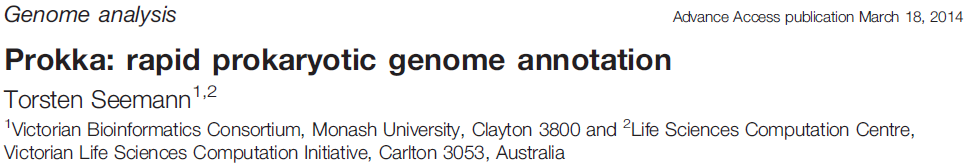 Genome analysis
Advance Access publication March 18, 2014
Prokka: rapid prokaryotic genome annotation
Torsten Seemann1,2
1Victorian Bioinformatics Consortium, Monash University, Clayton 3800 and 2Life Sciences Computation Centre,
Victorian Life Sciences Computation Initiative, Carlton 3053, Australia